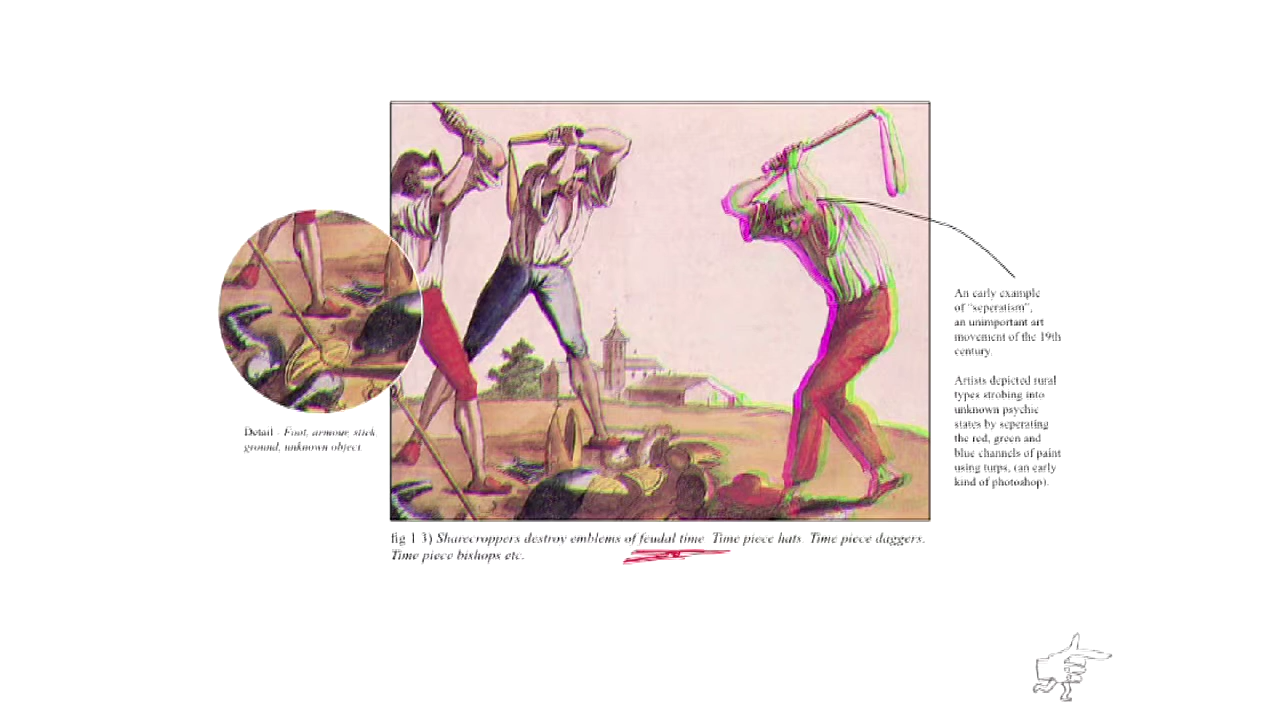 Detail - Foot, armour, stick
ground, unknown object.
fig 1.3) Sharecroppers destroy emblems of feudal time. Time piece hats. Time piece daggers.
Time piece bishops etc.
An early example
of "seperatism",
an unimportant art
movement of the 19th
century.
Artists depicted rural
types strobing into
unknown psychic
states by seperating
the red, green and
blue channels of paint
using turps, (an early
kind of photoshop).